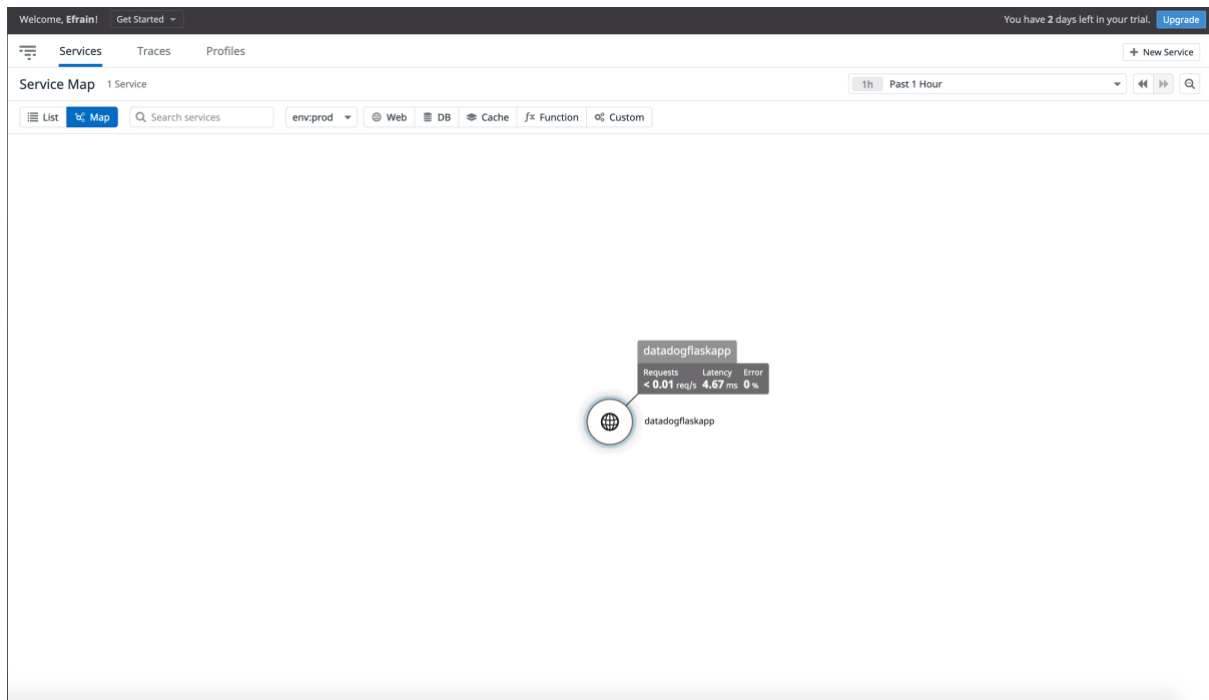 Welcome, Efrain! Get Started You have 2 days left in your trial. Upgrade
Services Traces Profiles + New Service
Service Map 1 Service 1h Past 1 Hour
List Map Search services env:prod Web DB Cache fx Function Custom
datadogflaskapp
Requests Latency Error
< 0.01 req/s 4.67 ms 0 %
datadogflaskapp